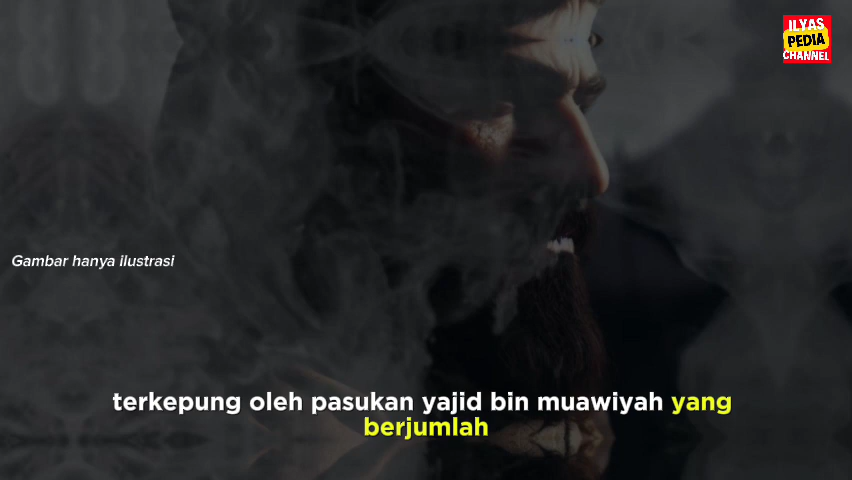 ILYAS
PEDIA
CHANNEL
Gambar hanya ilustrasi
terkepung oleh pasukan yajid bin muawiyah yang
berjumlah